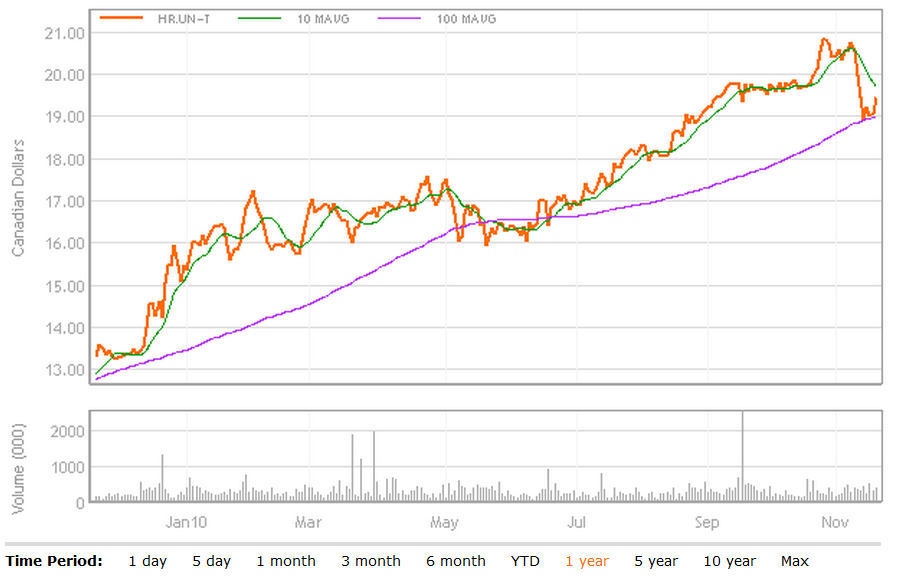 HR.UN-T 10 MAVG 100 MAVG
21.00
20.00
19.00
18.00
17.00
16.00
15.00
14.00
13.00
Canadian Dollars
2000
1000
0
Volume (000)
Jan10 Mar May Jul Sep Nov
Time Period: 1 day 5 day 1 month 3 month 6 month YTD 1 year 5 year 10 year Max